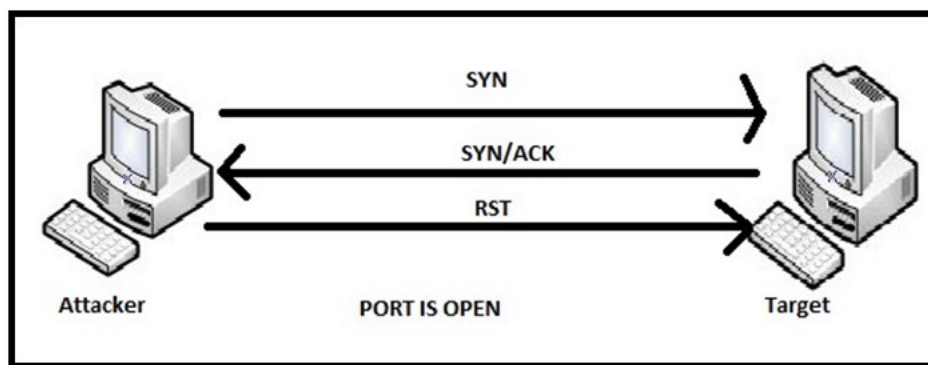 SYN
SYN/ACK
RST
Attacker
PORT IS OPEN
Target